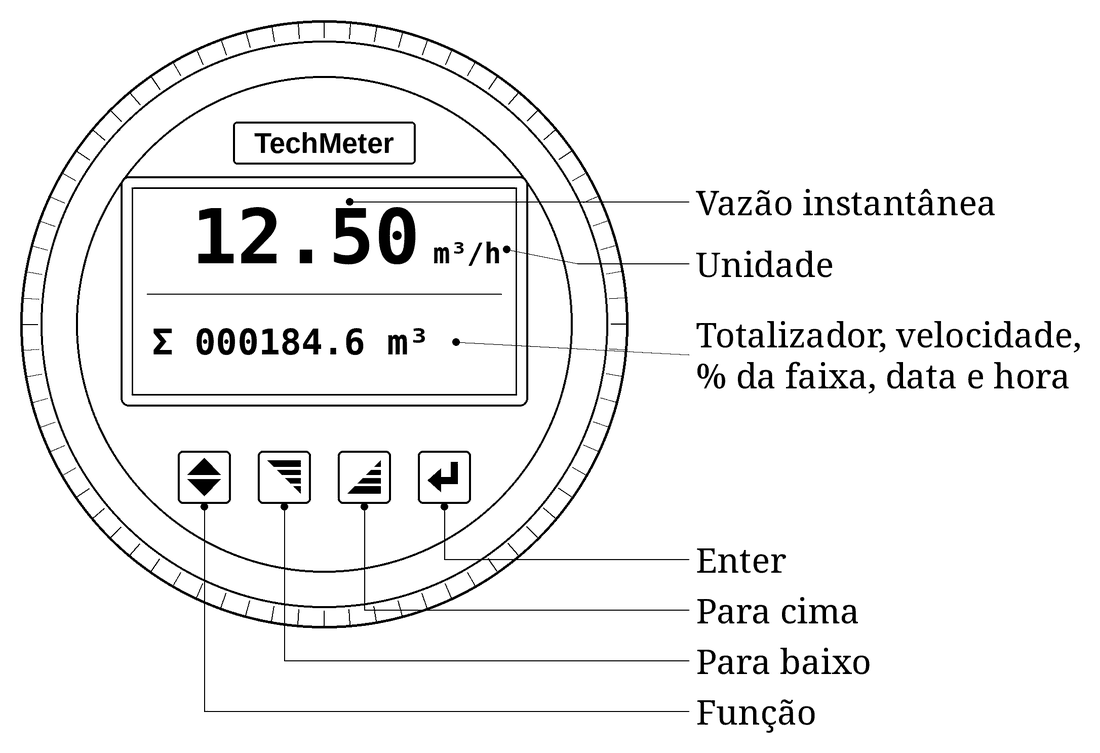 TechMeter
12.50 m³/h
Σ 000184.6 m³
Vazão instantânea
Unidade
Totalizador, velocidade,
% da faixa, data e hora
Enter
Para cima
Para baixo
Função